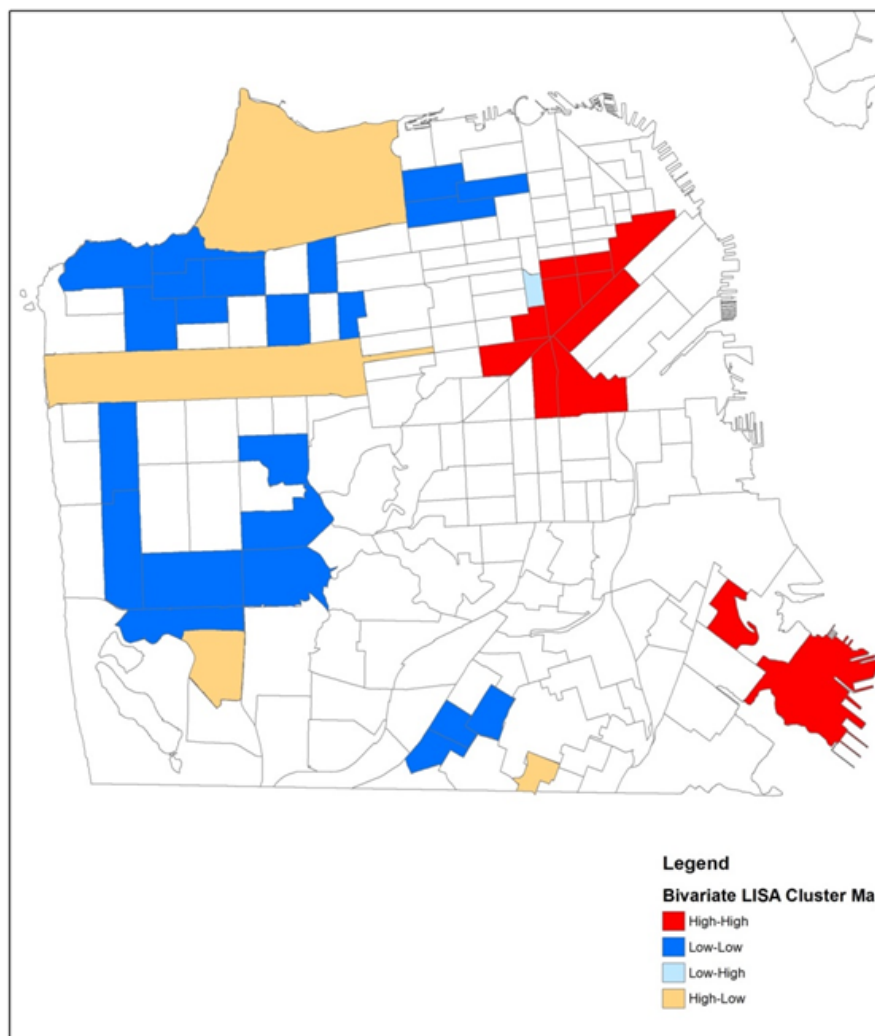 Legend
Bivariate LISA Cluster Ma
High-High
Low-Low
Low-High
High-Low